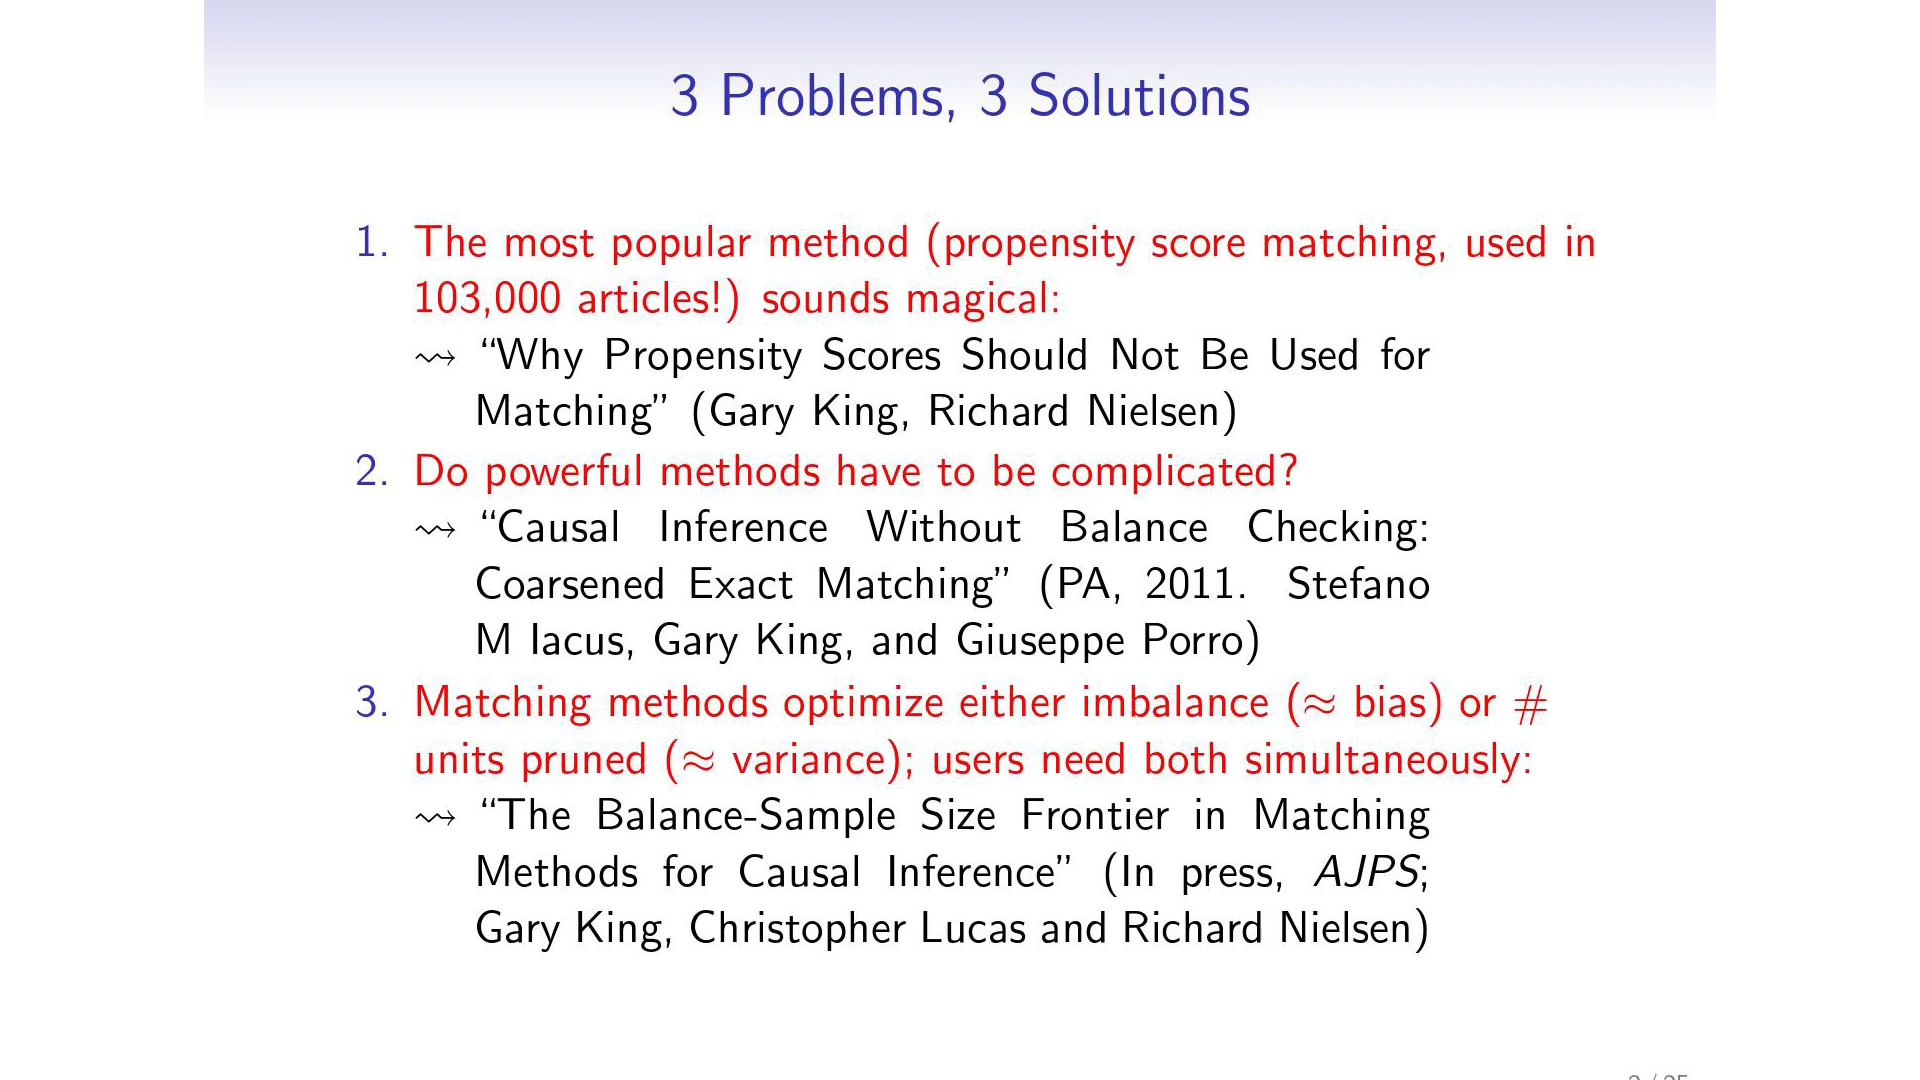 3 Problems, 3 Solutions
1. The most popular method (propensity score matching, used in
103,000 articles!) sounds magical:
⇝ “Why Propensity Scores Should Not Be Used for
Matching” (Gary King, Richard Nielsen)
2. Do powerful methods have to be complicated?
⇝ “Causal Inference Without Balance Checking:
Coarsened Exact Matching” (PA, 2011. Stefano
M Iacus, Gary King, and Giuseppe Porro)
3. Matching methods optimize either imbalance (≈ bias) or #
units pruned (≈ variance); users need both simultaneously:
⇝ “The Balance-Sample Size Frontier in Matching
Methods for Causal Inference” (In press, AJPS;
Gary King, Christopher Lucas and Richard Nielsen)